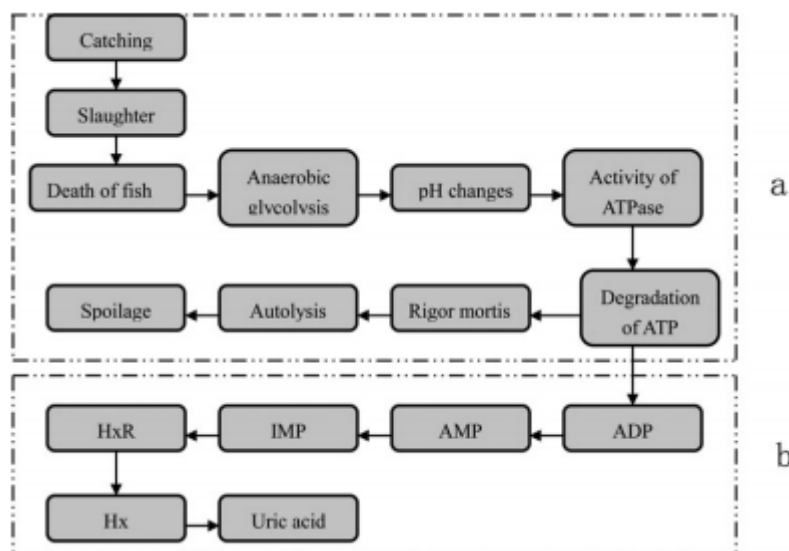 Catching
Slaughter
Death of fish
Anaerobic
glycolysis
pH changes
Activity of
ATPase
a
Spoilage
Autolysis
Rigor mortis
Degradation
of ATP
HxR
IMP
AMP
ADP
b
Hx
Uric acid